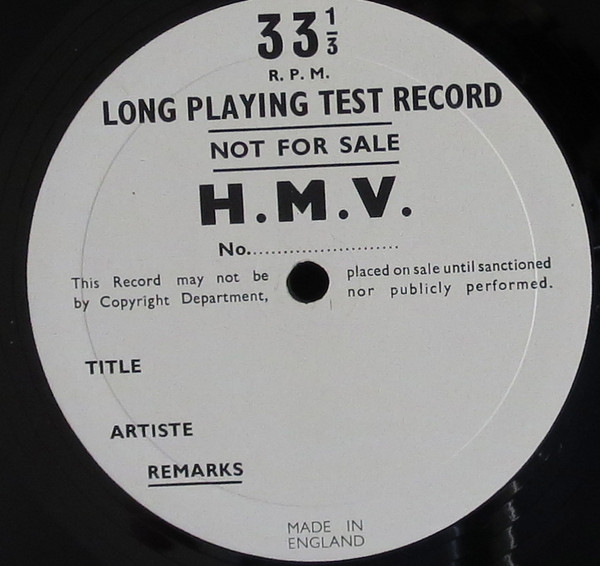 33⅓
R. P. M.
LONG PLAYING TEST RECORD
NOT FOR SALE
H.M.V.
No..........................
This Record may not be placed on sale until sanctioned
by Copyright Department, nor publicly performed.
TITLE
ARTISTE
REMARKS
MADE IN
ENGLAND